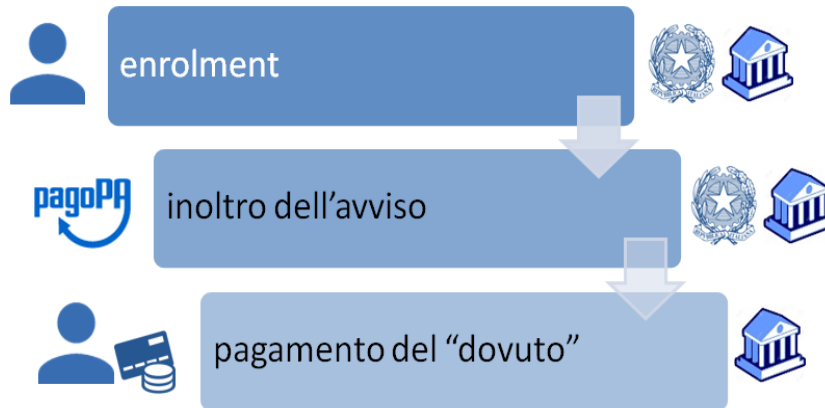 enrolment
pagoPA
inoltro dell’avviso
pagamento del “dovuto”